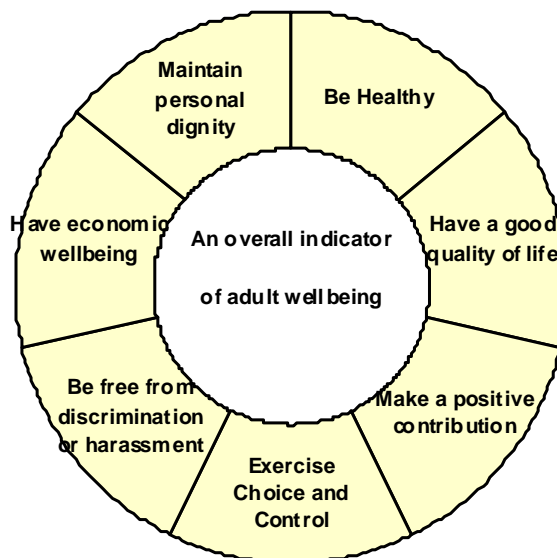 Maintain
personal
dignity
Be Healthy
Have a good
quality of life
Make a positive
contribution
Exercise
Choice and
Control
Be free from
discrimination
or harassment
Have economic
wellbeing
An overall indicator
of adult wellbeing